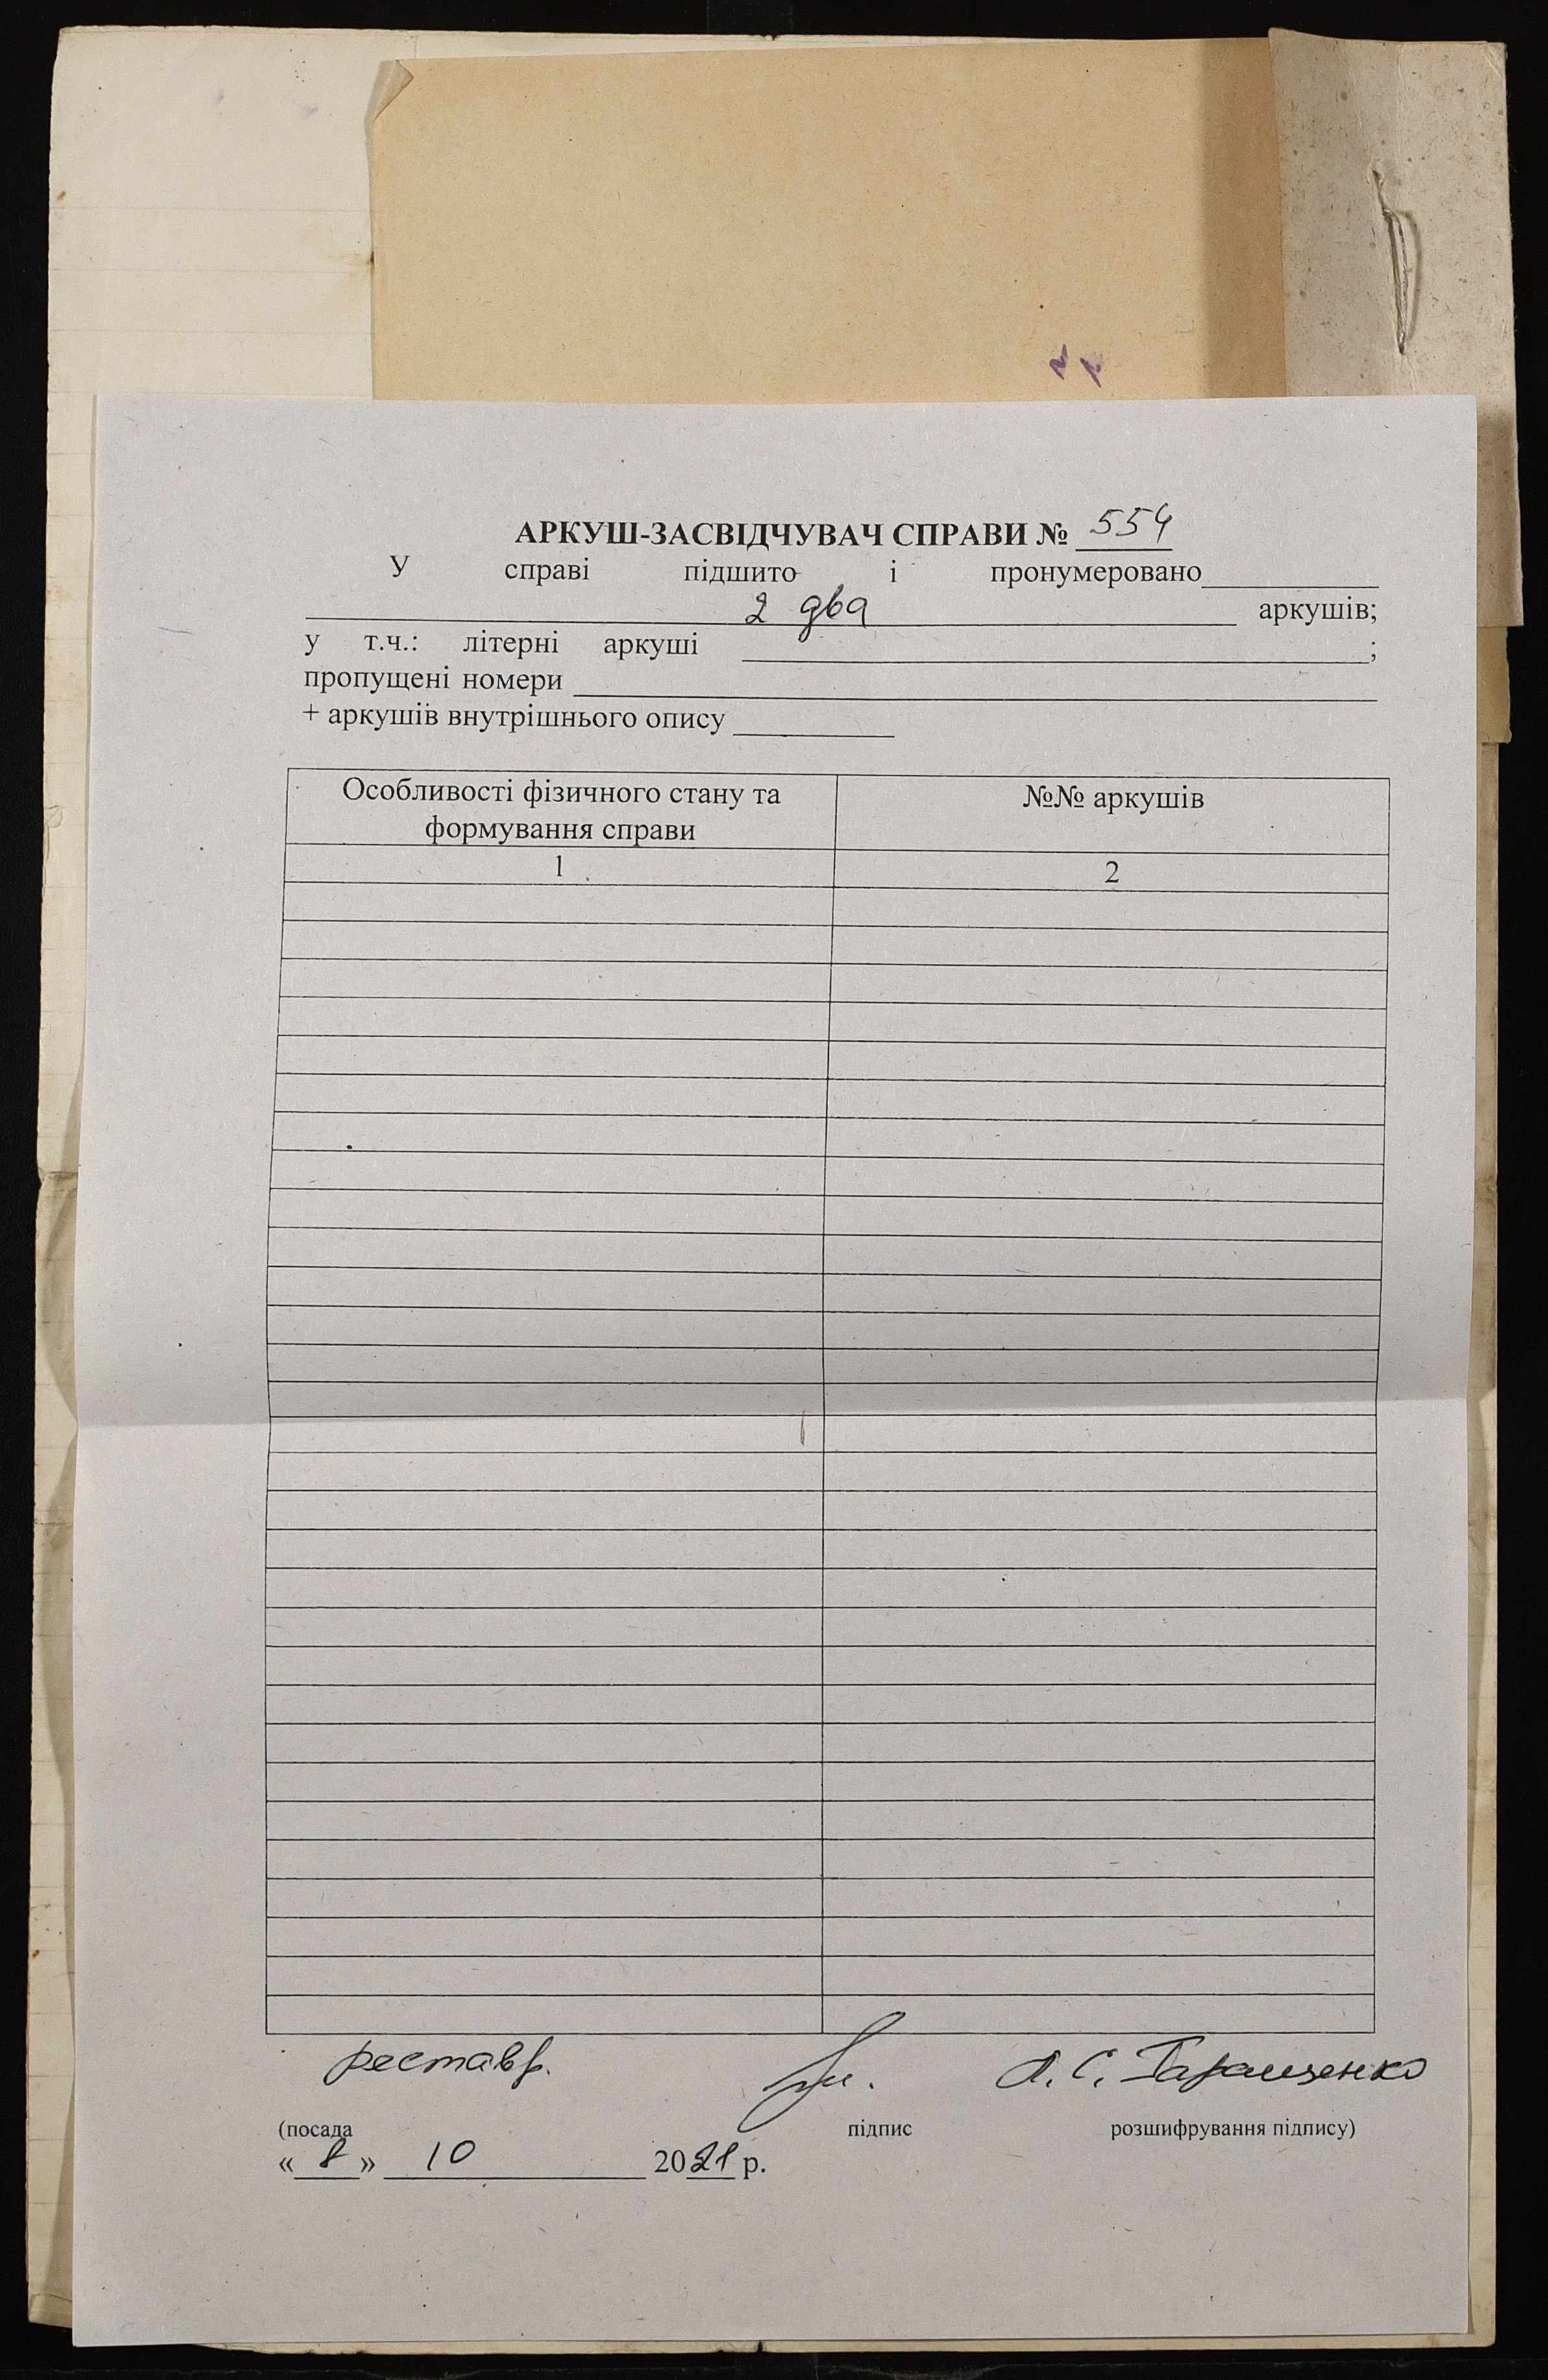 АРКУШ-ЗАСВІДЧУВАЧ СПРАВИ № 554
У справі підшито і пронумеровано
2 два аркушів;
у т.ч.: літерні аркуші ;
пропущені номери
+ аркушів внутрішнього опису
Особливості фізичного стану та формування справи №№ аркушів
1 2
реставр. А. С. Таращенко
(посада підпис розшифрування підпису)
« 8 » 10 2021 р.